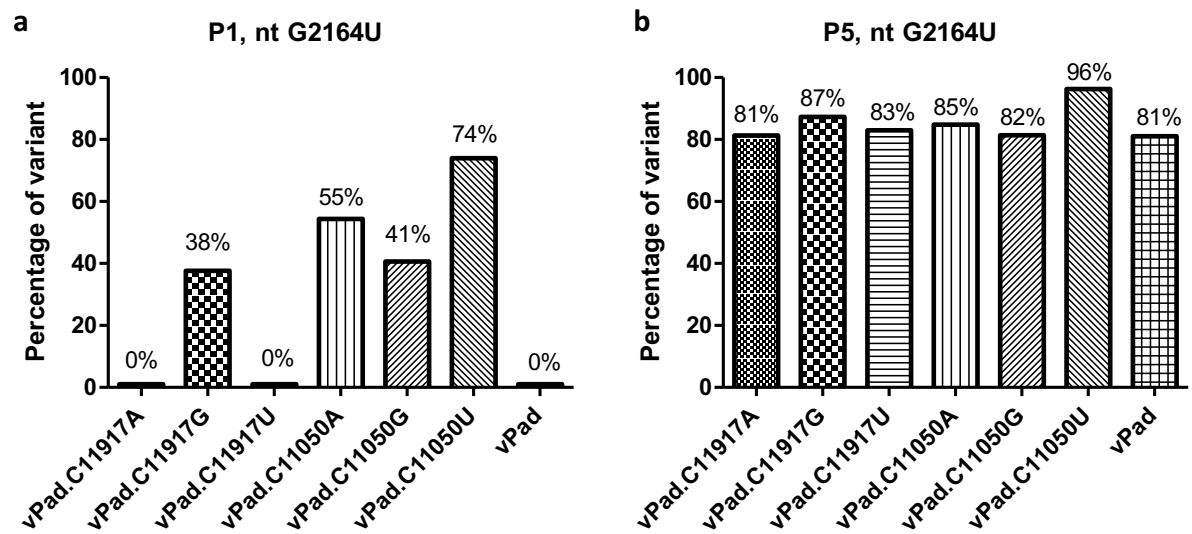 a
P1, nt G2164U
Percentage of variant
100
80
60
40
20
0
0%
38%
0%
55%
41%
74%
0%
vPad.C11917A
vPad.C11917G
vPad.C11917U
vPad.C11050A
vPad.C11050G
vPad.C11050U
vPad
b
P5, nt G2164U
Percentage of variant
100
80
60
40
20
0
81%
87%
83%
85%
82%
96%
81%
vPad.C11917A
vPad.C11917G
vPad.C11917U
vPad.C11050A
vPad.C11050G
vPad.C11050U
vPad